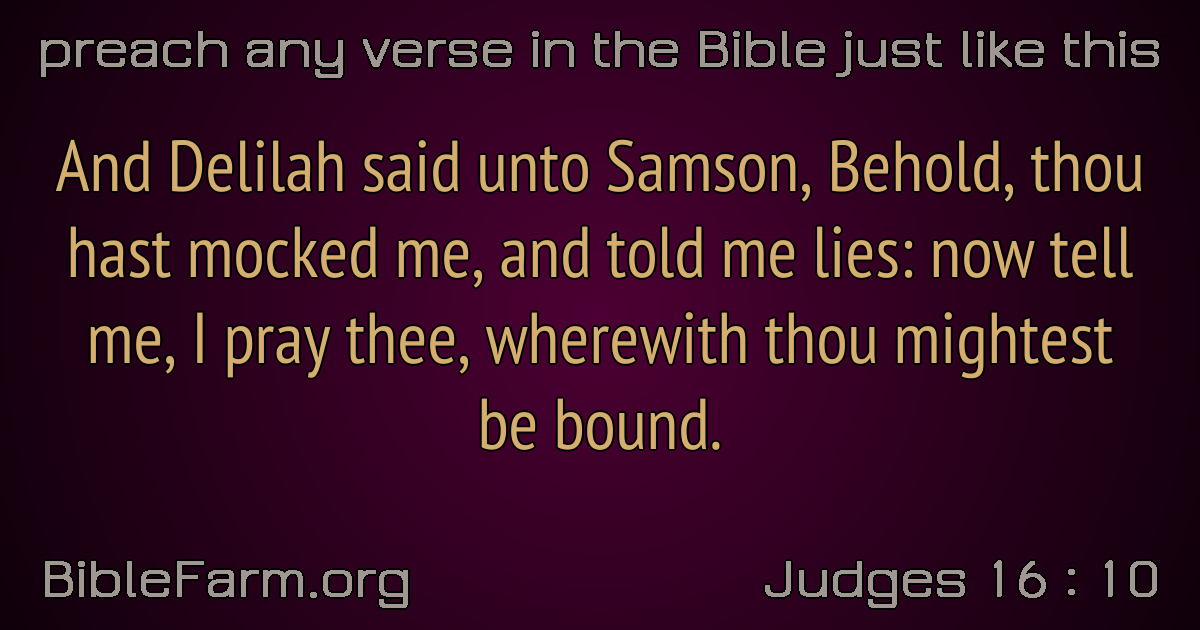 preach any verse in the Bible just like this
And Delilah said unto Samson, Behold, thou
hast mocked me, and told me lies: now tell
me, I pray thee, wherewith thou mightest
be bound.
BibleFarm.org
Judges 16 : 10